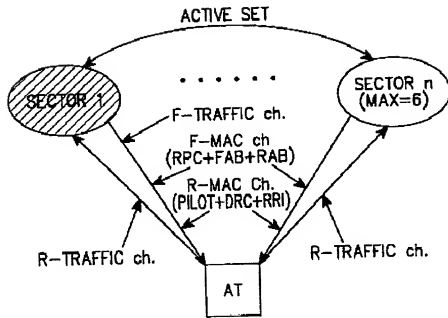 ACTIVE SET
SECTOR 1
SECTOR n
(MAX=6)
F-TRAFFIC ch.
F-MAC ch
(RPC+FAB+RAB)
R-MAC Ch.
(PILOT+DRC+RRI)
R-TRAFFIC ch.
R-TRAFFIC ch.
AT